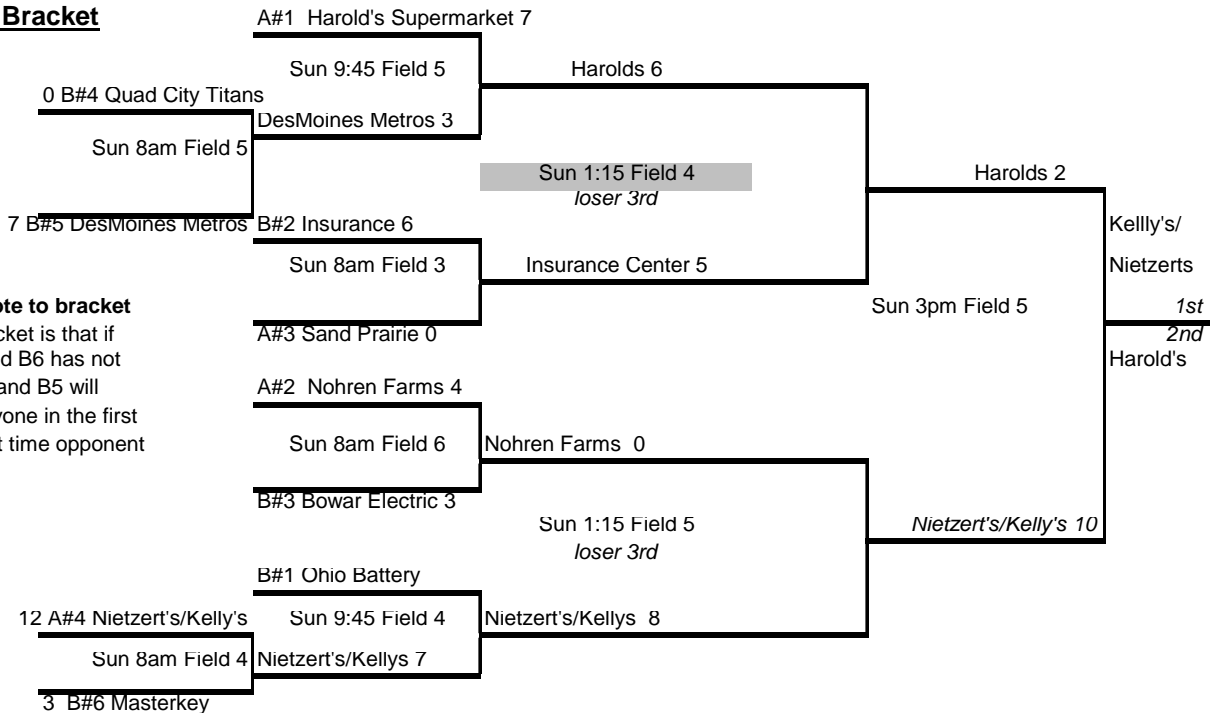 Bracket
A#1 Harold's Supermarket 7
Sun 9:45 Field 5
Harolds 6
0 B#4 Quad City Titans
DesMoines Metros 3
Sun 8am Field 5
Sun 1:15 Field 4
loser 3rd
Harolds 2
7 B#5 DesMoines Metros
B#2 Insurance 6
Kellly's/
Sun 8am Field 3
Insurance Center 5
Nietzerts
ote to bracket
Sun 3pm Field 5
1st
cket is that if
A#3 Sand Prairie 0
2nd
d B6 has not
Harold's
and B5 will
A#2 Nohren Farms 4
yone in the first
t time opponent
Sun 8am Field 6
Nohren Farms 0
B#3 Bowar Electric 3
Sun 1:15 Field 5
loser 3rd
Nietzert's/Kelly's 10
B#1 Ohio Battery
12 A#4 Nietzert's/Kelly's
Sun 9:45 Field 4
Nietzert's/Kellys 8
Sun 8am Field 4
Nietzert's/Kellys 7
3 B#6 Masterkey